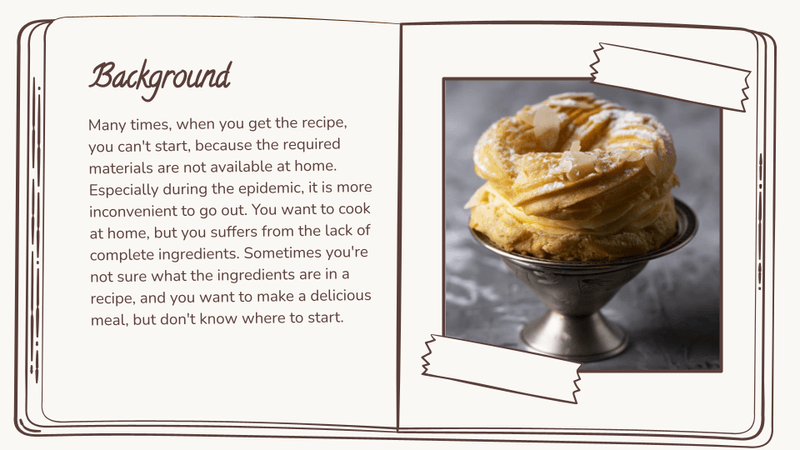 Background
Many times, when you get the recipe,
you can't start, because the required
materials are not available at home.
Especially during the epidemic, it is more
inconvenient to go out. You want to cook
at home, but you suffers from the lack of
complete ingredients. Sometimes you're
not sure what the ingredients are in a
recipe, and you want to make a delicious
meal, but don't know where to start.